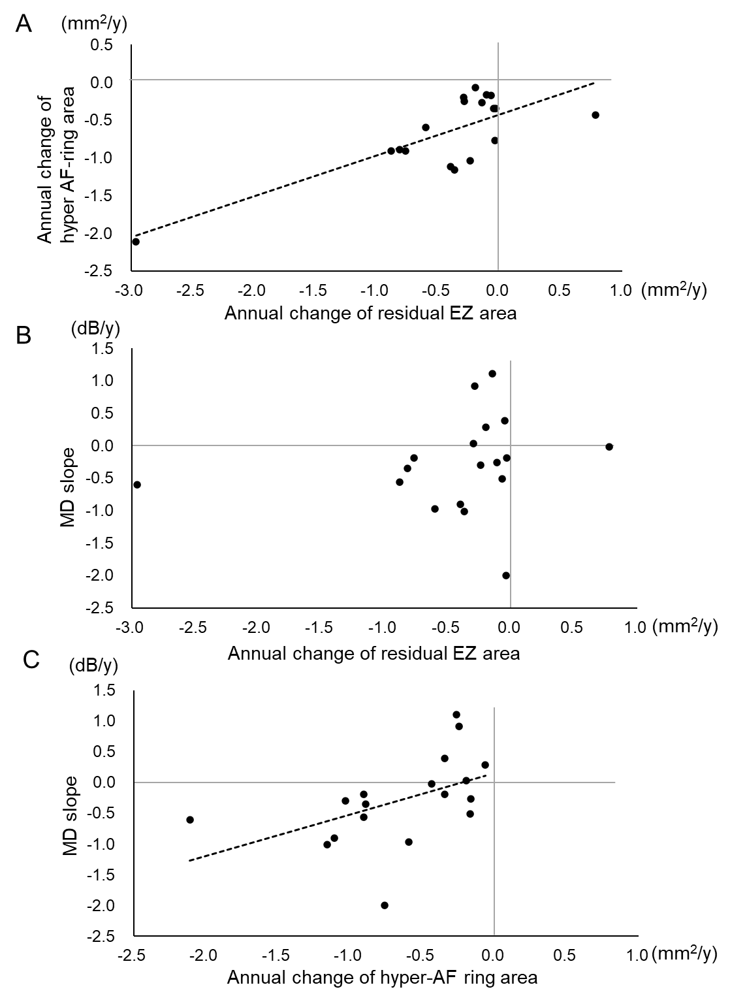 A (mm²/y)
0.5
0.0
-0.5
-1.0
-1.5
-2.0
-2.5
Annual change of
hyper AF-ring area
-3.0 -2.5 -2.0 -1.5 -1.0 -0.5 0.0 0.5 1.0 (mm²/y)
Annual change of residual EZ area
B (dB/y)
1.5
1.0
0.5
0.0
-0.5
-1.0
-1.5
-2.0
-2.5
MD slope
-3.0 -2.5 -2.0 -1.5 -1.0 -0.5 0.0 0.5 1.0 (mm²/y)
Annual change of residual EZ area
C (dB/y)
1.5
1.0
0.5
0.0
-0.5
-1.0
-1.5
-2.0
-2.5
MD slope
-2.5 -2.0 -1.5 -1.0 -0.5 0.0 0.5 1.0 (mm²/y)
Annual change of hyper-AF ring area